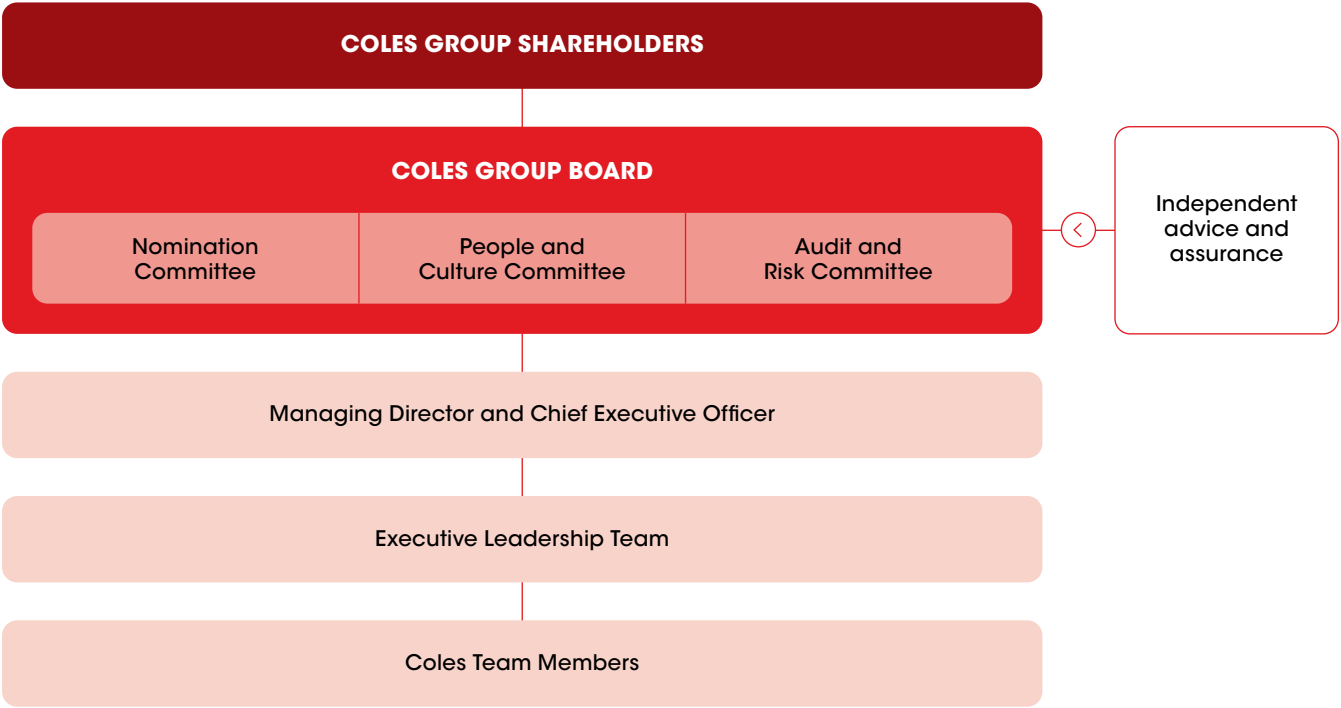 COLES GROUP SHAREHOLDERS
COLES GROUP BOARD
Nomination
Committee
People and
Culture Committee
Audit and
Risk Committee
Independent
advice and
assurance
Managing Director and Chief Executive Officer
Executive Leadership Team
Coles Team Members